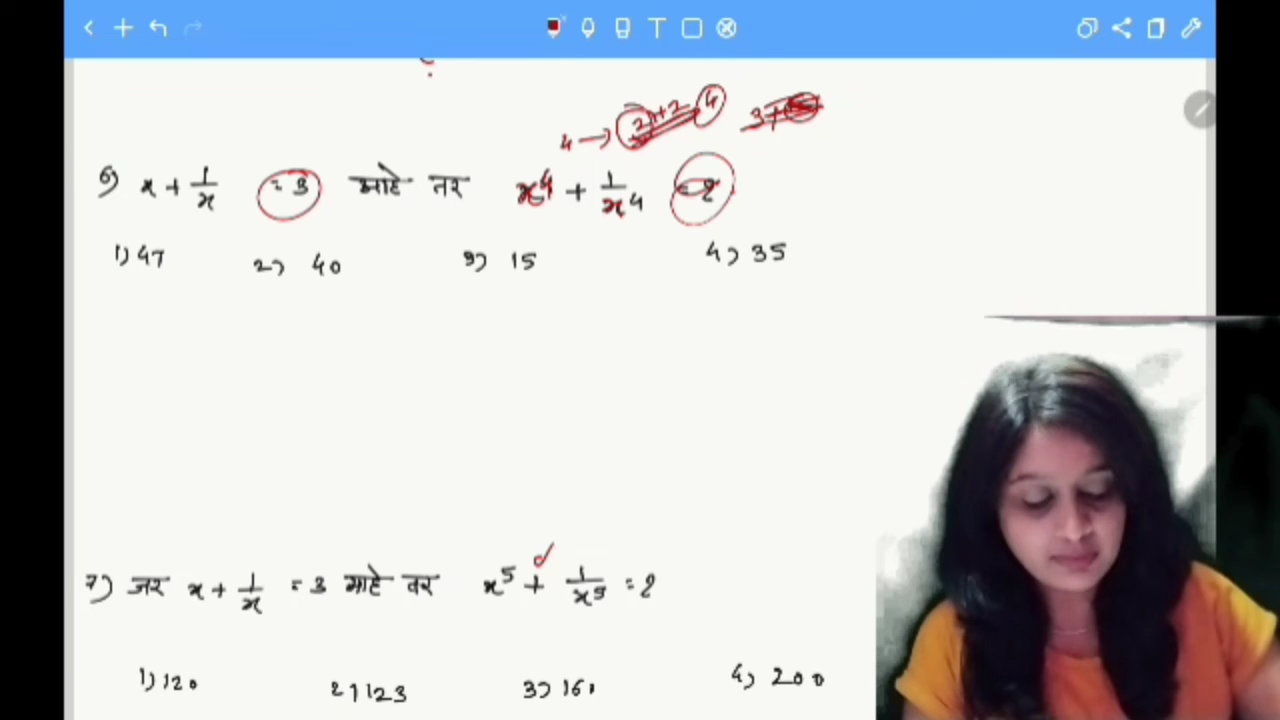 4 → 2+2 4
6) x + 1/x = 3 आहे तर x⁴ + 1/x⁴ = ?
1) 47 2) 40 3) 15 4) 35
7) जर x + 1/x = 3 आहे तर x⁵ + 1/x⁵ = ?
1) 120 2) 123 3) 160 4) 200